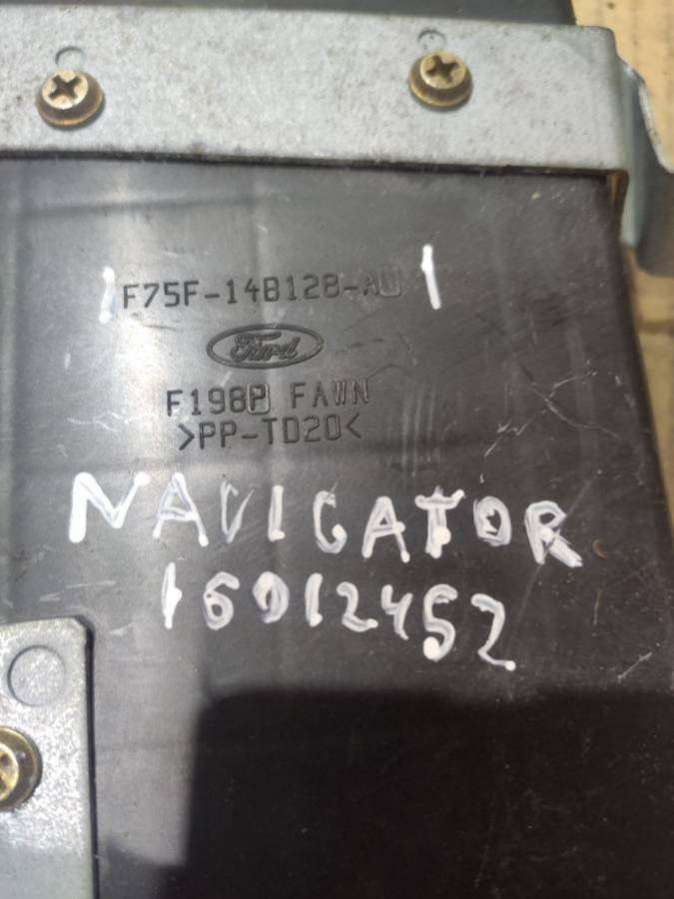 F75F-14B128-AU
Ford
F198P FAWN
>PP-TD20<
NAVIGATOR
16012452